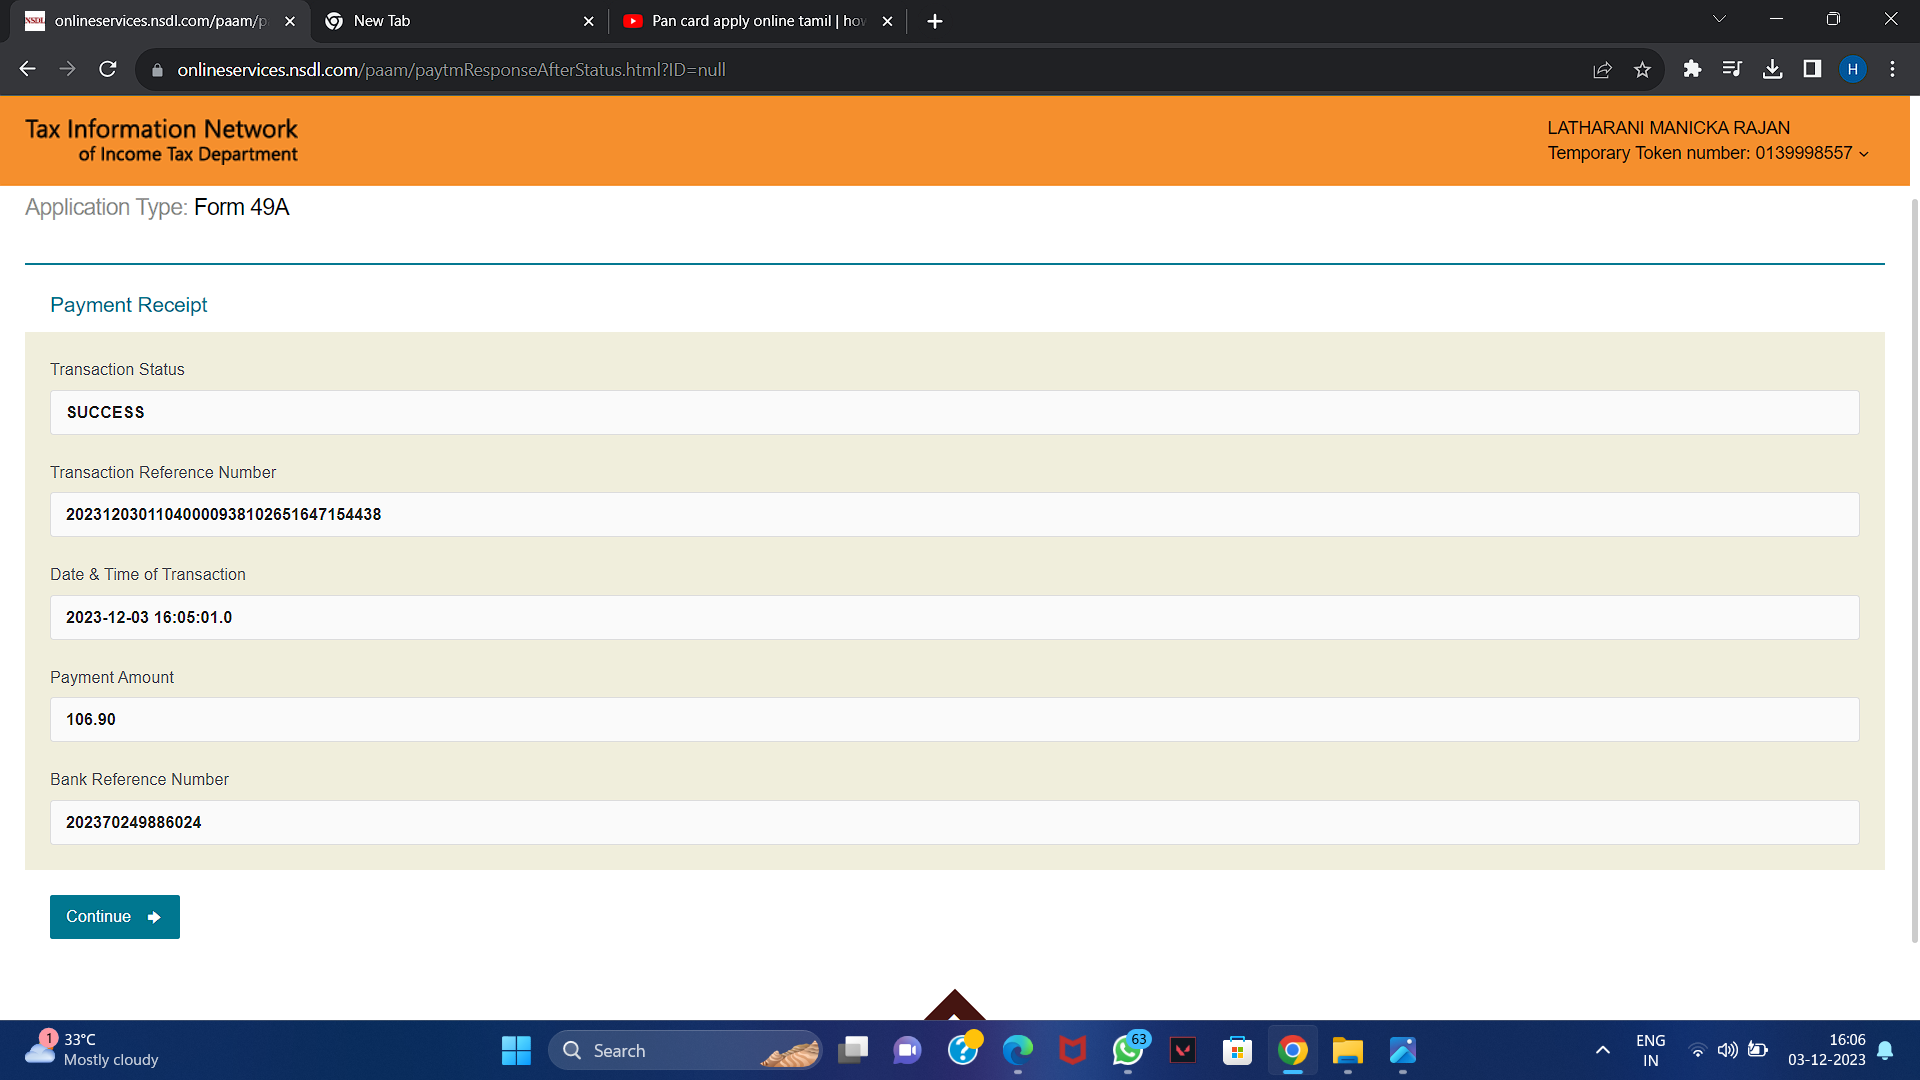 NSDL onlineservices.nsdl.com/paam/p
New Tab
Pan card apply online tamil | how
onlineservices.nsdl.com/paam/paytmResponseAfterStatus.html?ID=null
H
Tax Information Network
of Income Tax Department
LATHARANI MANICKA RAJAN
Temporary Token number: 0139998557
Application Type: Form 49A
Payment Receipt
Transaction Status
SUCCESS
Transaction Reference Number
20231203011040000938102651647154438
Date & Time of Transaction
2023-12-03 16:05:01.0
Payment Amount
106.90
Bank Reference Number
202370249886024
Continue
1
33°C
Mostly cloudy
Search
63
ENG
IN
16:06
03-12-2023